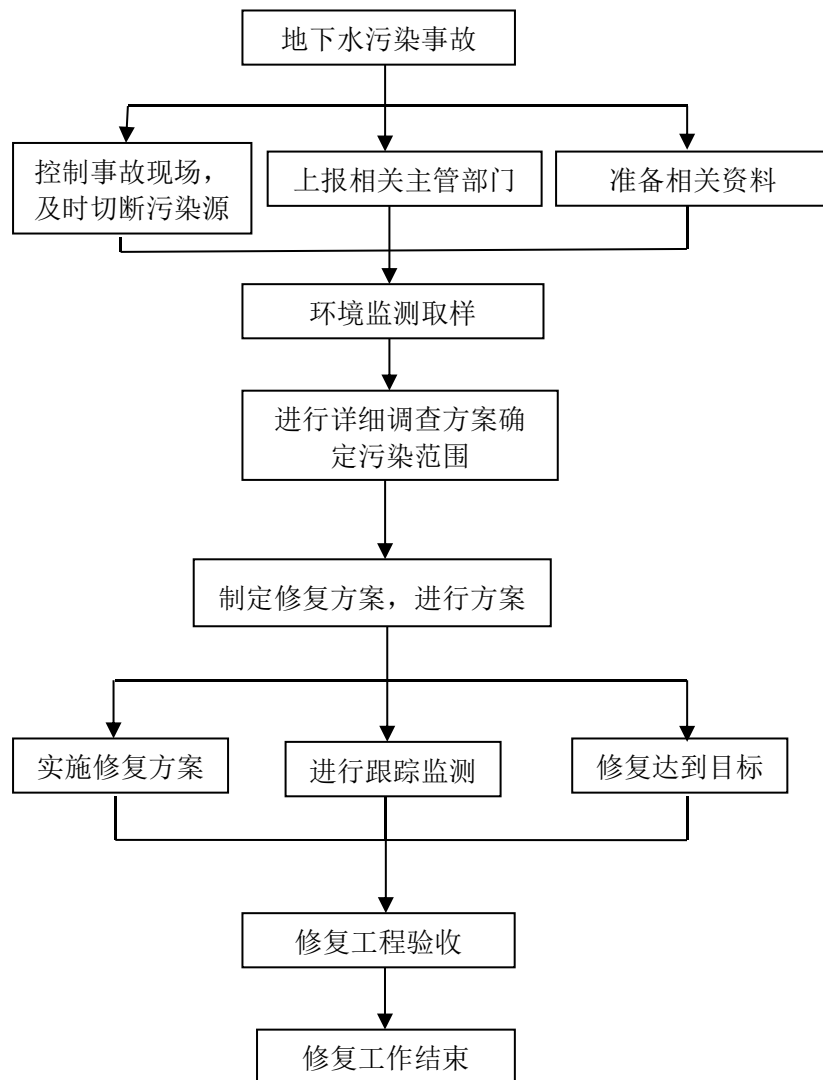 地下水污染事故
控制事故现场，
及时切断污染源
上报相关主管部门
准备相关资料
环境监测取样
进行详细调查方案确
定污染范围
制定修复方案，进行方案
实施修复方案
进行跟踪监测
修复达到目标
修复工程验收
修复工作结束